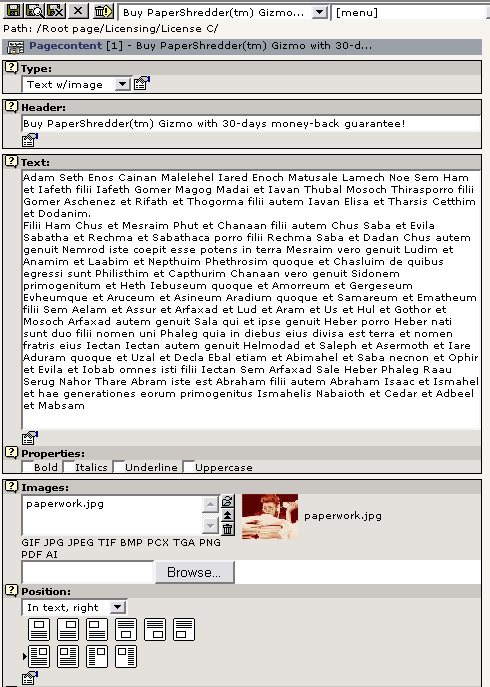 Buy PaperShredder(tm) Gizmo... [menu]
Path: /Root page/Licensing/License C/
Pagecontent [1] - Buy PaperShredder(tm) Gizmo with 30-d...
Type:
Text w/image
Header:
Buy PaperShredder(tm) Gizmo with 30-days money-back guarantee!
Text:
Adam Seth Enos Cainan Malelehel Iared Enoch Matusale Lamech Noe Sem Ham
et Iafeth filii Iafeth Gomer Magog Madai et Iavan Thubal Mosoch Thirasporro filii
Gomer Aschenez et Rifath et Thogorma filii autem Iavan Elisa et Tharsis Cetthim
et Dodanim.
Filii Ham Chus et Mesraim Phut et Chanaan filii autem Chus Saba et Evila
Sabatha et Rechma et Sabathaca porro filii Rechma Saba et Dadan Chus autem
genuit Nemrod iste coepit esse potens in terra Mesraim vero genuit Ludim et
Anamim et Laabim et Nepthuim Phethrosim quoque et Chasluim de quibus
egressi sunt Philisthim et Capthurim Chanaan vero genuit Sidonem
primogenitum et Heth Iebuseum quoque et Amorreum et Gergeseum
Evheumque et Aruceum et Asineum Aradium quoque et Samareum et Ematheum
filii Sem Aelam et Assur et Arfaxad et Lud et Aram et Us et Hul et Gothor et
Mosoch Arfaxad autem genuit Sala qui et ipse genuit Heber porro Heber nati
sunt duo filii nomen uni Phaleg quia in diebus eius divisa est terra et nomen
fratris eius Iectan Iectan autem genuit Helmodad et Saleph et Asermoth et Iare
Aduram quoque et Uzal et Decla Ebal etiam et Abimahel et Saba necnon et Ophir
et Evila et Iobab omnes isti filii Iectan Sem Arfaxad Sale Heber Phaleg Raau
Serug Nahor Thare Abram iste est Abraham filii autem Abraham Isaac et Ismahel
et hae generationes eorum primogenitus Ismahelis Nabaioth et Cedar et Adbeel
et Mabsam
Properties:
Bold Italics Underline Uppercase
Images:
paperwork.jpg
paperwork.jpg
GIF JPG JPEG TIF BMP PCX TGA PNG
PDF AI
Browse...
Position:
In text, right